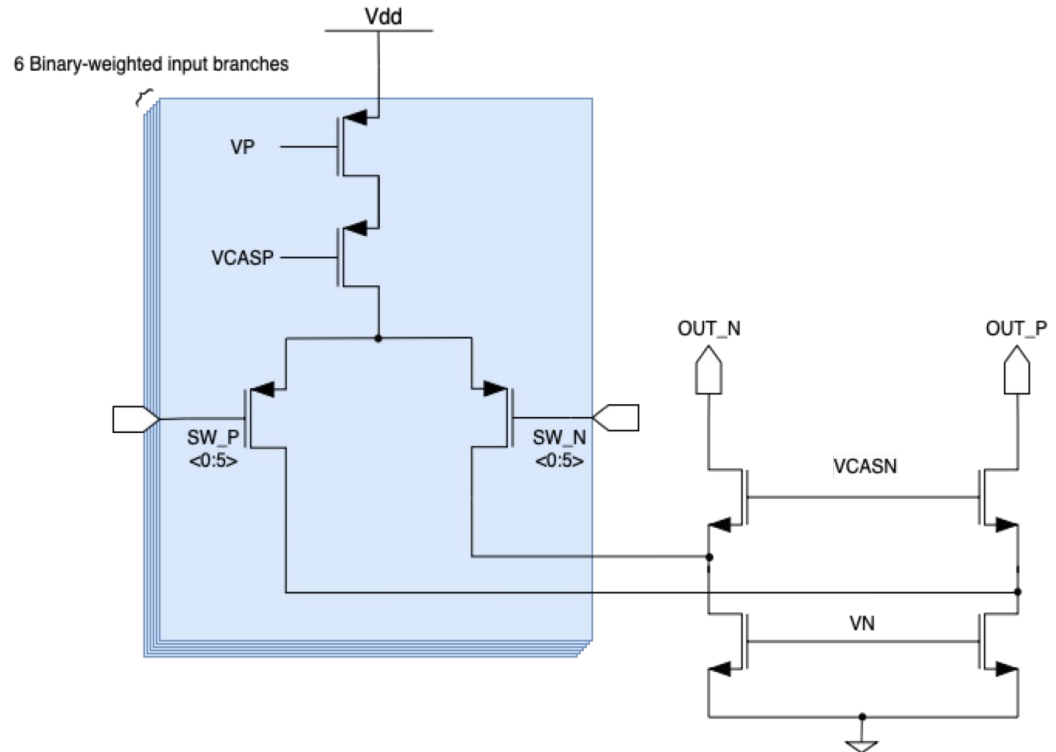 Vdd
6 Binary-weighted input branches
VP
VCASP
OUT_N
OUT_P
SW_P
<0:5>
SW_N
<0:5>
VCASN
VN